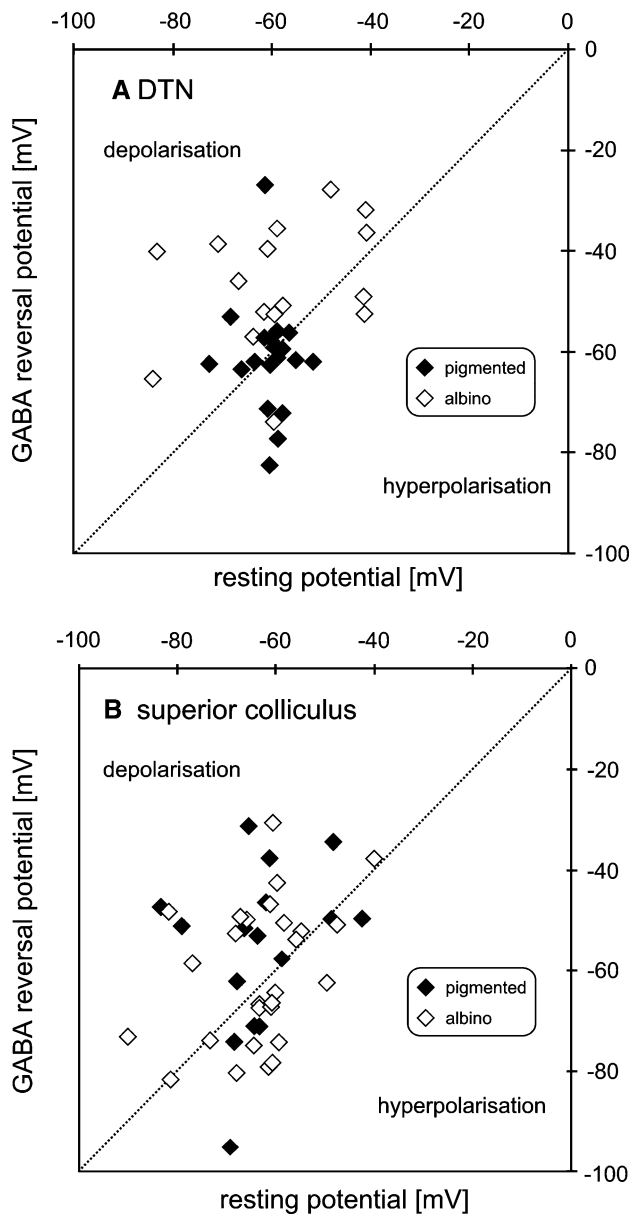 -100 -80 -60 -40 -20 0
0
A DTN
depolarisation
-20
-40
GABA reversal potential [mV]
-60
pigmented
albino
-80
hyperpolarisation
-100
resting potential [mV]
-100 -80 -60 -40 -20 0
0
B superior colliculus
depolarisation
-20
-40
GABA reversal potential [mV]
-60
pigmented
albino
-80
hyperpolarisation
-100
resting potential [mV]